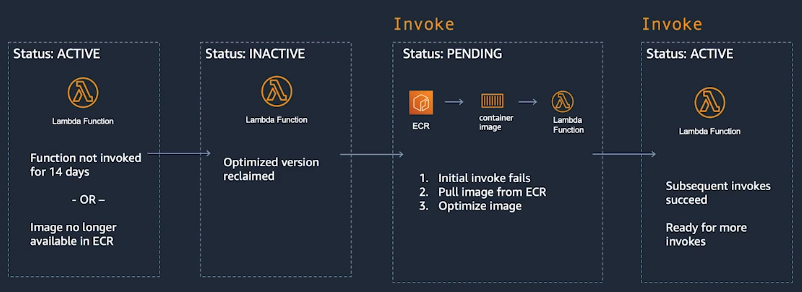 Invoke
Invoke
Status: ACTIVE
Lambda Function
Function not invoked
for 14 days
- OR –
Image no longer
available in ECR
Status: INACTIVE
Lambda Function
Optimized version
reclaimed
Status: PENDING
ECR
container
image
Lambda
Function
1. Initial invoke fails
2. Pull image from ECR
3. Optimize image
Status: ACTIVE
Lambda Function
Subsequent invokes
succeed
Ready for more
invokes